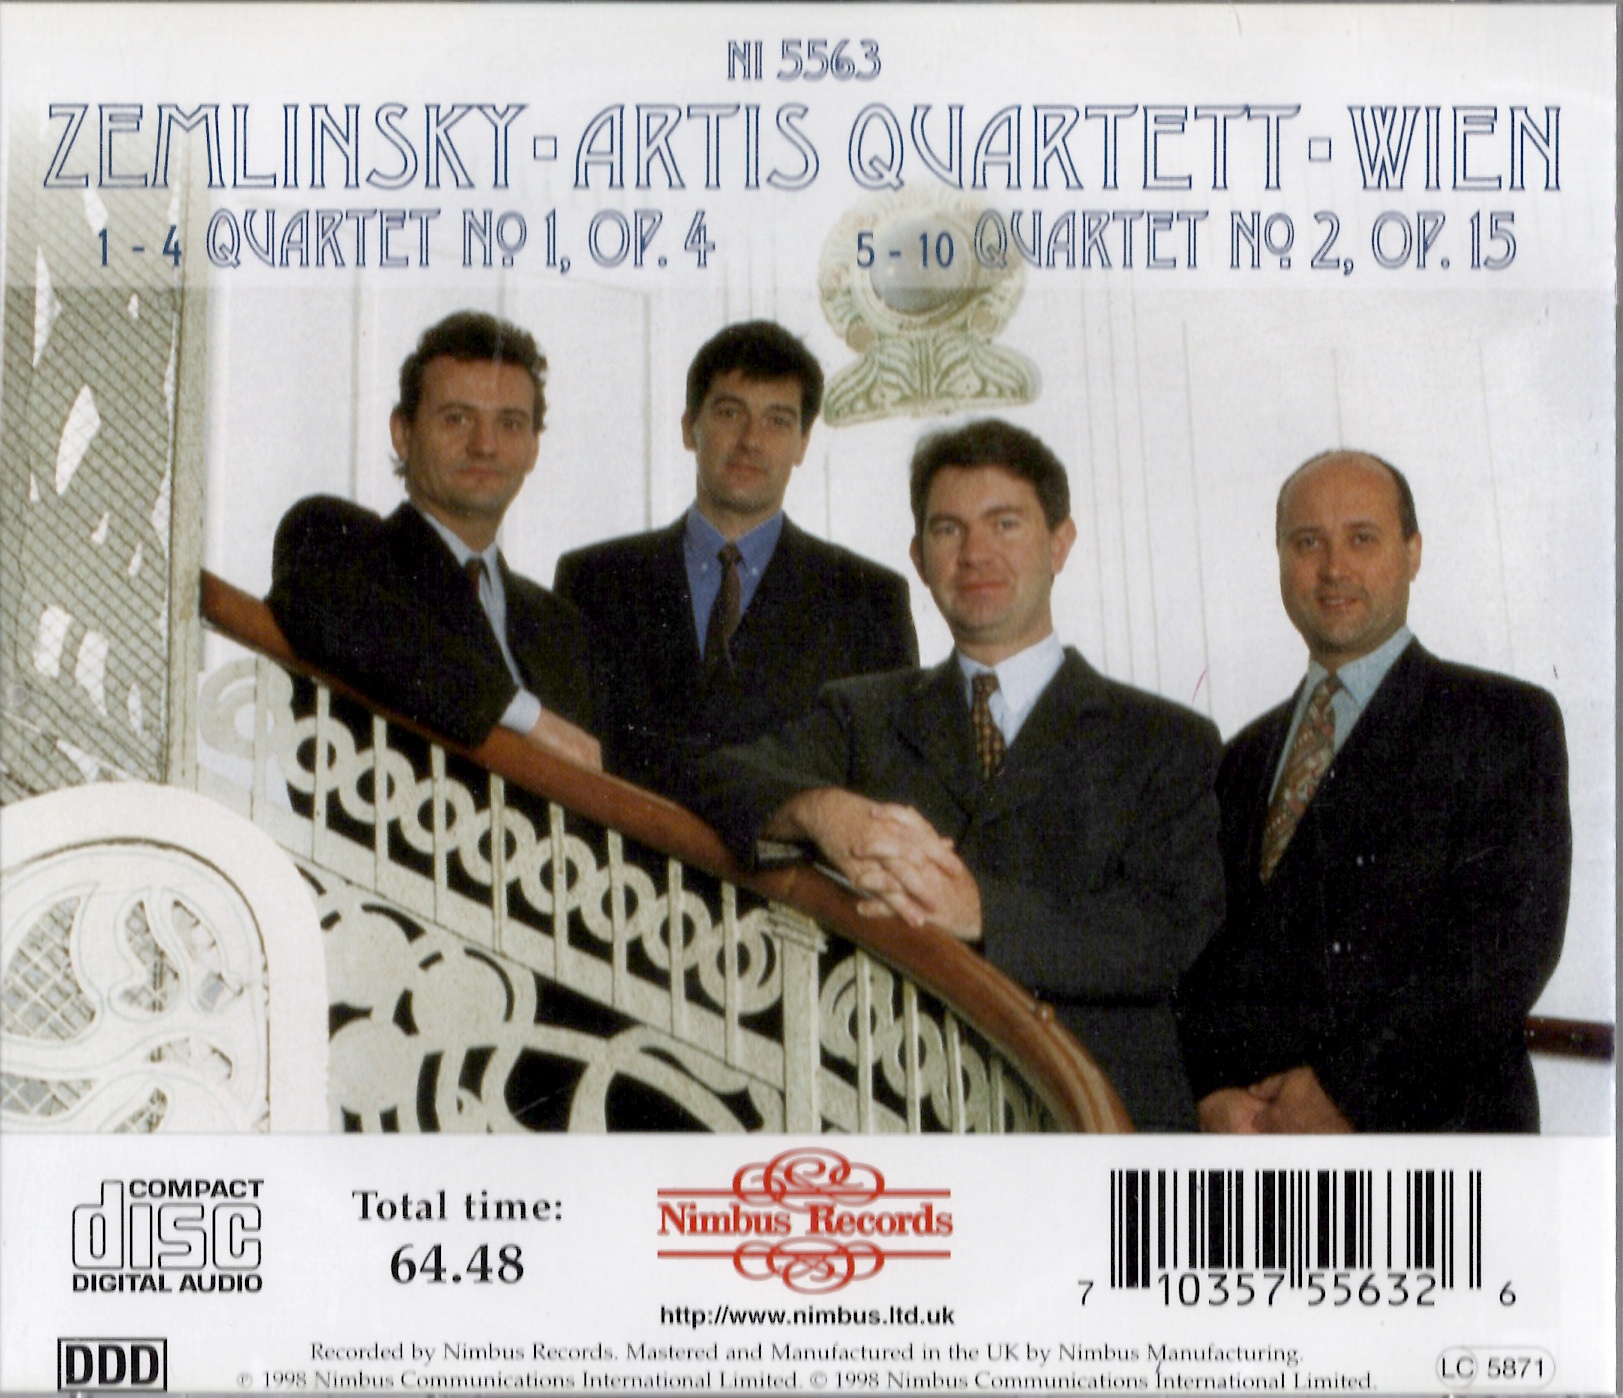 NI 5563
ZEMLINSKY - ARTIS QUARTETT - WIEN
1 - 4 QUARTET NO. 1, OP. 4 5 - 10 QUARTET NO. 2, OP. 15
COMPACT
disc
DIGITAL AUDIO
Total time:
64.48
Nimbus Records
http://www.nimbus.ltd.uk
7 10357 55632 6
DDD
Recorded by Nimbus Records. Mastered and Manufactured in the UK by Nimbus Manufacturing.
℗ 1998 Nimbus Communications International Limited. © 1998 Nimbus Communications International Limited.
LC 5871